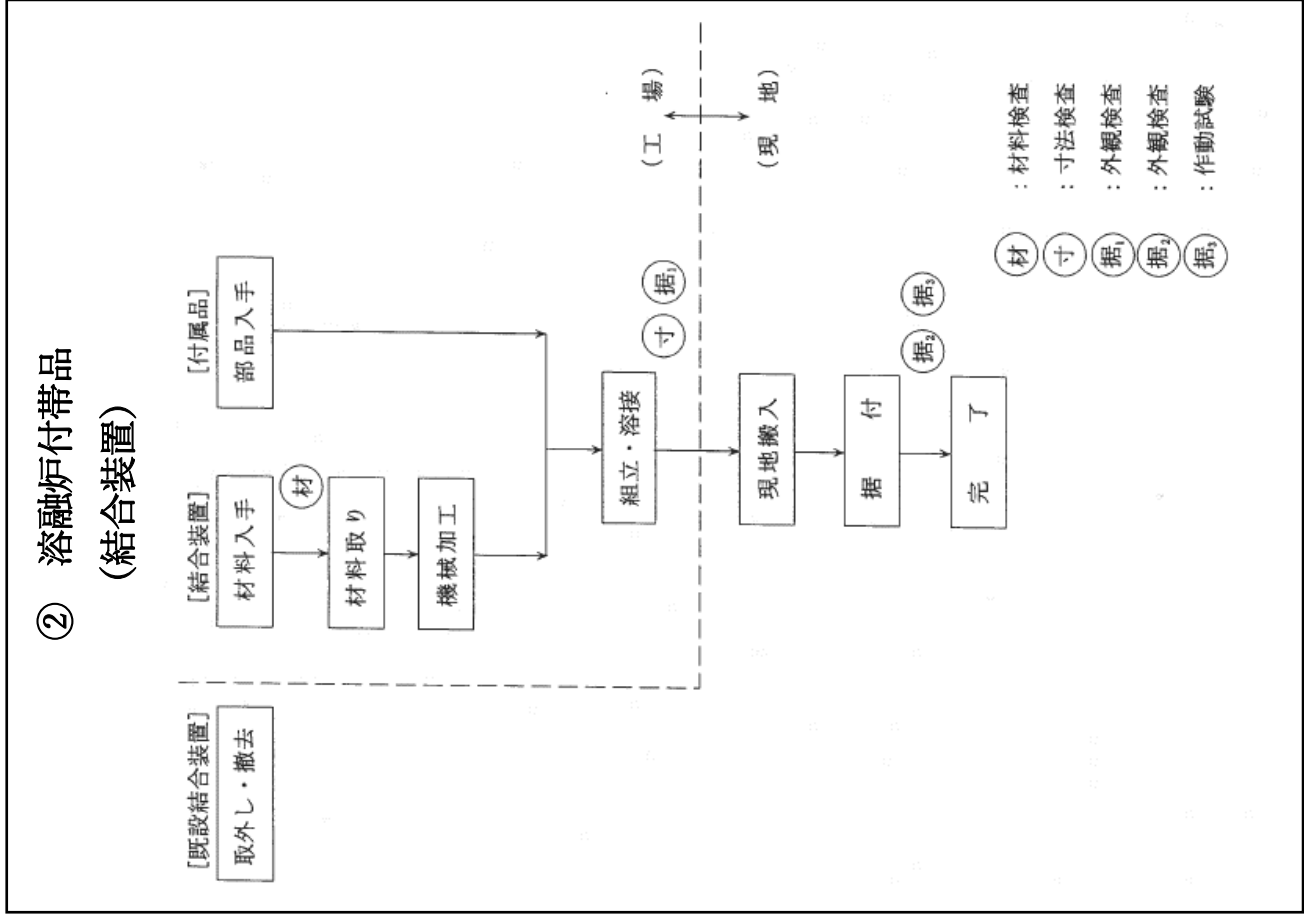 ② 溶融炉付帯品
(結合装置)
[既設結合装置]
取外し・撤去
[結合装置]
材料入手
材
材料取り
機械加工
[付属品]
部品入手
組立・溶接
寸 据₁
(工 場)
(現 地)
現地搬入
据 付
据₂ 据₃
完 了
材 : 材料検査
寸 : 寸法検査
据₁ : 外観検査
据₂ : 外観検査
据₃ : 作動試験